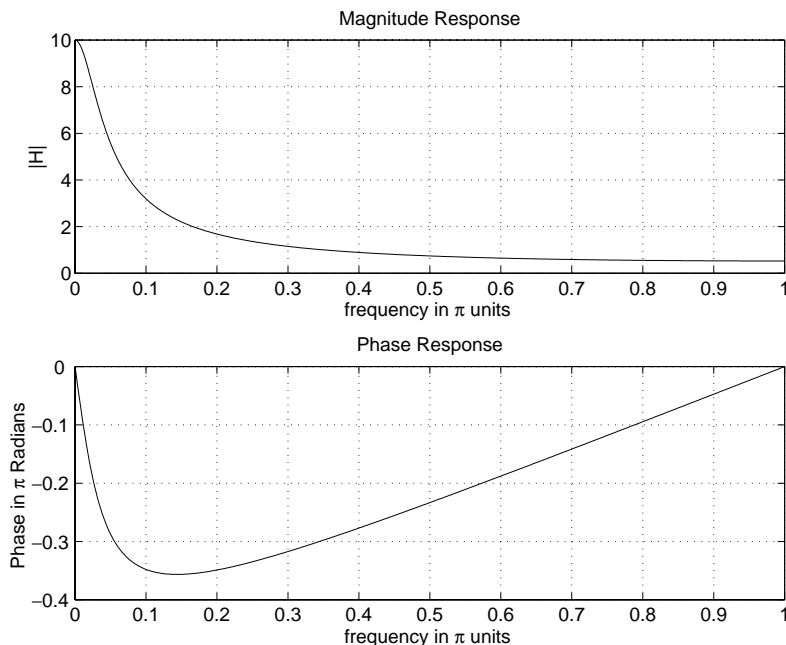 Magnitude Response
10
8
6
4
2
0
|H|
0 0.1 0.2 0.3 0.4 0.5 0.6 0.7 0.8 0.9 1
frequency in π units
Phase Response
0
−0.1
−0.2
−0.3
−0.4
Phase in π Radians
0 0.1 0.2 0.3 0.4 0.5 0.6 0.7 0.8 0.9 1
frequency in π units